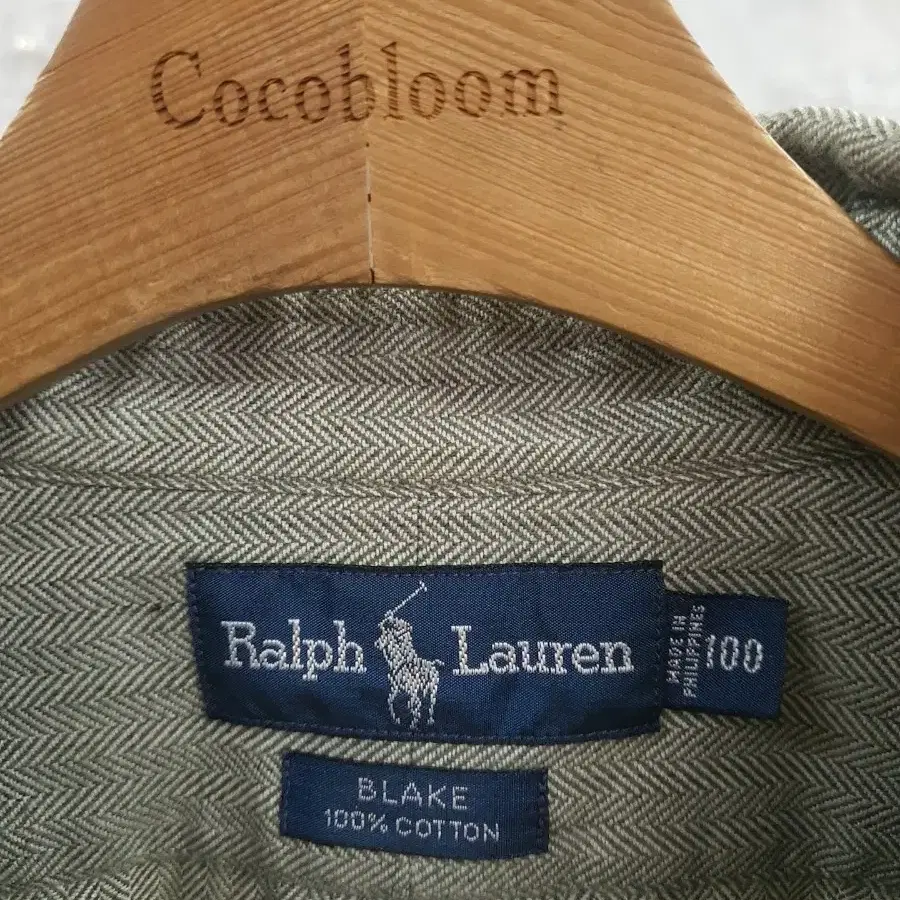 Cocobloom
Ralph Lauren
MADE IN
PHILIPPINES
100
BLAKE
100% COTTON